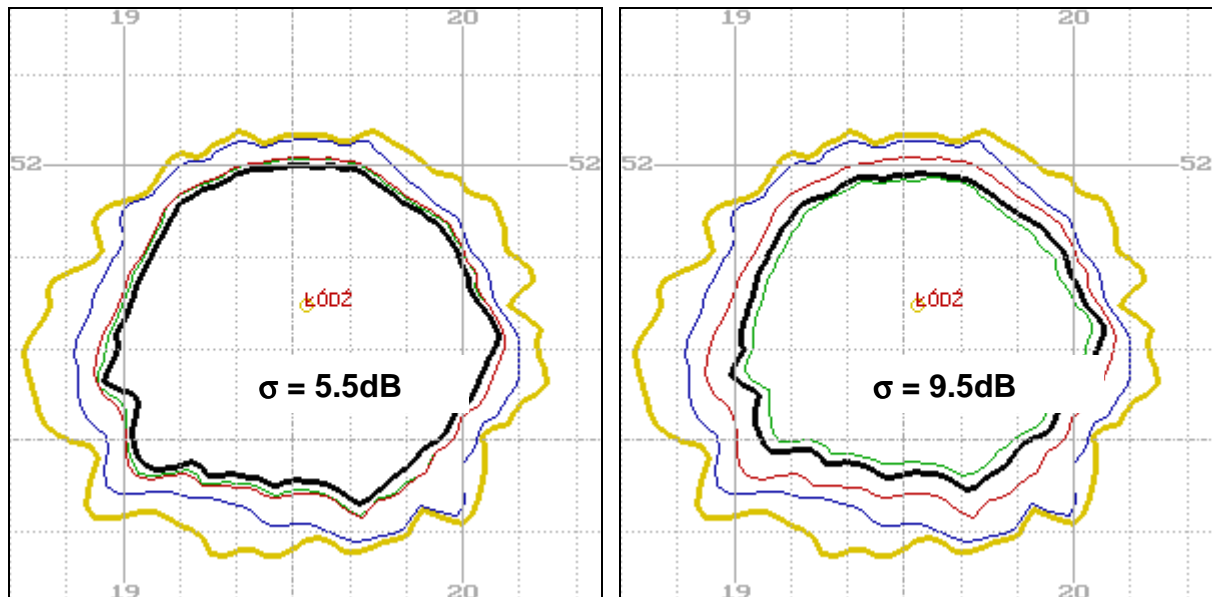 19 20 19 20
52 52 52 52
ŁÓDŹ ŁÓDŹ
σ = 5.5dB σ = 9.5dB
19 20 19 20